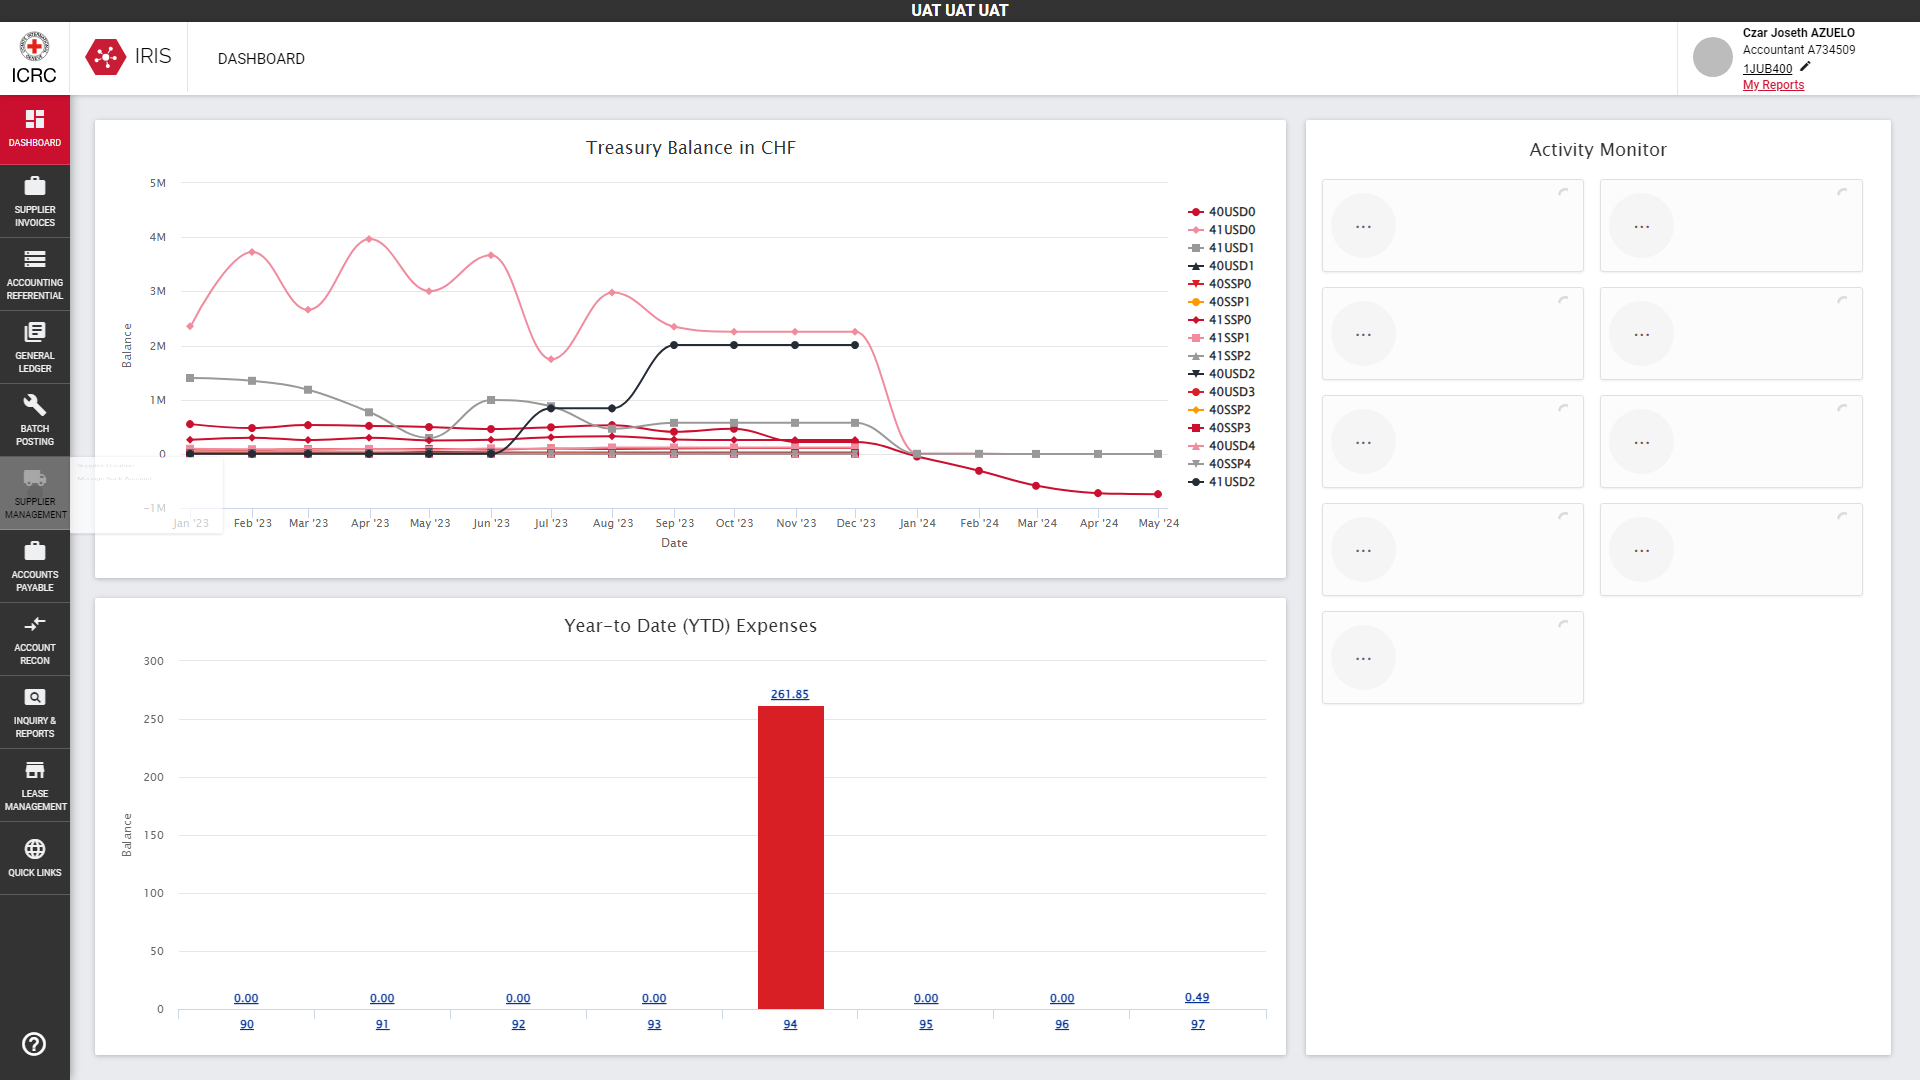 UAT UAT UAT
ICRC
IRIS
DASHBOARD
Czar Joseth AZUELO
Accountant A734509
1JUB400
My Reports
DASHBOARD
SUPPLIER
INVOICES
ACCOUNTING
REFERENTIAL
GENERAL
LEDGER
BATCH
POSTING
SUPPLIER
MANAGEMENT
ACCOUNTS
PAYABLE
ACCOUNT
RECON
INQUIRY &
REPORTS
LEASE
MANAGEMENT
QUICK LINKS
Treasury Balance in CHF
5M
4M
3M
2M
1M
0
-1M
Balance
Jan '23 Feb '23 Mar '23 Apr '23 May '23 Jun '23 Jul '23 Aug '23 Sep '23 Oct '23 Nov '23 Dec '23 Jan '24 Feb '24 Mar '24 Apr '24 May '24
Date
40USD0
41USD0
41USD1
40USD1
40SSP0
40SSP1
41SSP0
41SSP1
41SSP2
40USD2
40USD3
40SSP2
40SSP3
40USD4
40SSP4
41USD2
Year-to Date (YTD) Expenses
300
250
200
150
100
50
0
Balance
0.00 0.00 0.00 0.00 261.85 0.00 0.00 0.49
90 91 92 93 94 95 96 97
Activity Monitor
... ...
... ...
... ...
... ...
...